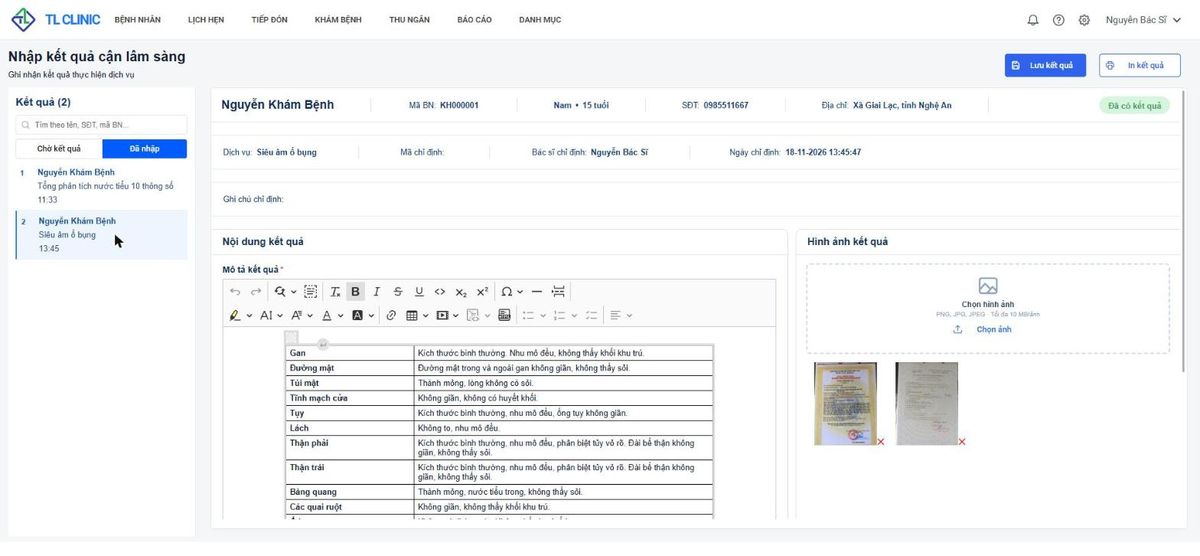 TL CLINIC BỆNH NHÂN LỊCH HẸN TIẾP ĐÓN KHÁM BỆNH THU NGÂN BÁO CÁO DANH MỤC Nguyễn Bác Sĩ
Nhập kết quả cận lâm sàng
Ghi nhận kết quả thực hiện dịch vụ
Lưu kết quả In kết quả
Kết quả (2)
Tìm theo tên, SĐT, mã BN...
Chờ kết quả Đã nhập
1 Nguyễn Khám Bệnh
Tổng phân tích nước tiểu 10 thông số
11:33
2 Nguyễn Khám Bệnh
Siêu âm ổ bụng
13:45
Nguyễn Khám Bệnh Mã BN: KH000001 Nam • 15 tuổi SĐT: 0985511667 Địa chỉ: Xã Giai Lạc, tỉnh Nghệ An Đã có kết quả
Dịch vụ: Siêu âm ổ bụng Mã chỉ định: Bác sĩ chỉ định: Nguyễn Bác Sĩ Ngày chỉ định: 18-11-2026 13:45:47
Ghi chú chỉ định:
Nội dung kết quả
Mô tả kết quả *
Gan Kích thước bình thường. Nhu mô đều, không thấy khối khu trú.
Đường mật Đường mật trong và ngoài gan không giãn, không thấy sỏi.
Túi mật Thành mỏng, lòng không có sỏi.
Tĩnh mạch cửa Không giãn, không có huyết khối.
Tụy Kích thước bình thường, nhu mô đều, ống tụy không giãn.
Lách Không to, nhu mô đều.
Thận phải Kích thước bình thường, nhu mô đều, phân biệt tủy vỏ rõ. Đài bể thận không
giãn, không thấy sỏi.
Thận trái Kích thước bình thường, nhu mô đều, phân biệt tủy vỏ rõ. Đài bể thận không
giãn, không thấy sỏi.
Bàng quang Thành mỏng, nước tiểu trong, không thấy sỏi.
Các quai ruột Không giãn, không thấy khối khu trú.
Hình ảnh kết quả
Chọn hình ảnh
PNG, JPG, JPEG · Tối đa 10 MB/ảnh
Chọn ảnh